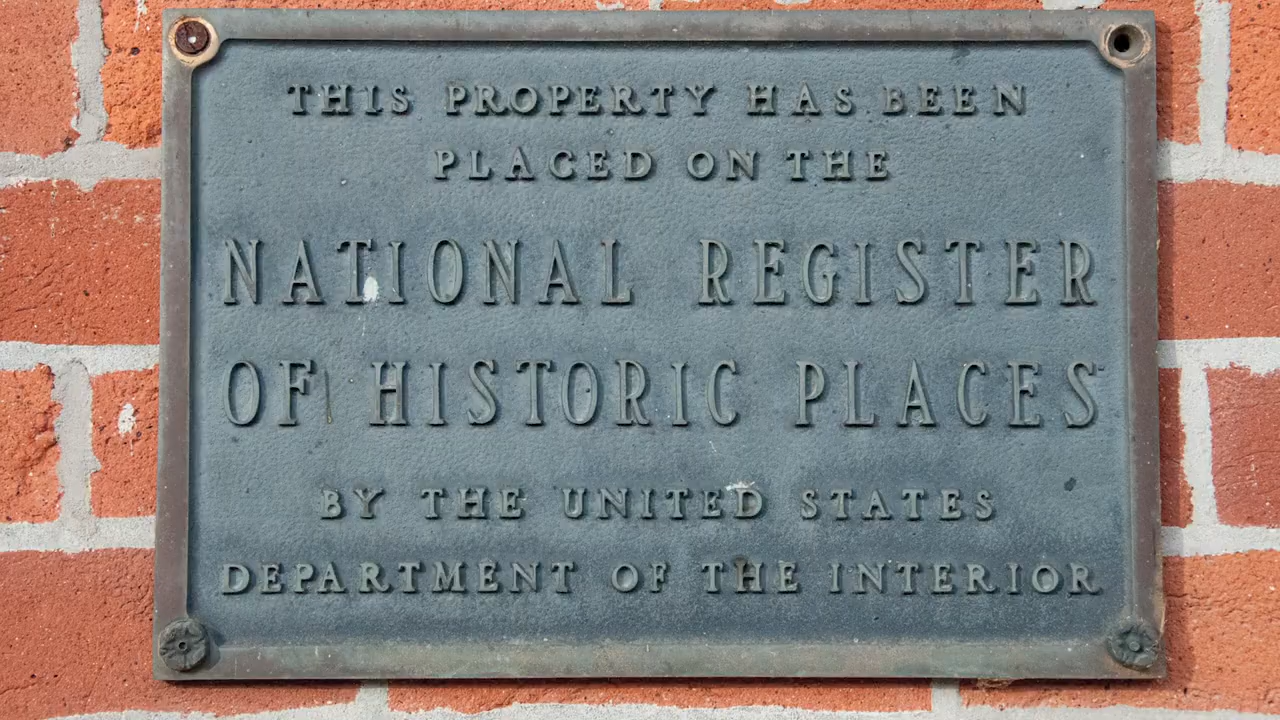 THIS PROPERTY HAS BEEN
PLACED ON THE
NATIONAL REGISTER
OF HISTORIC PLACES
BY THE UNITED STATES
DEPARTMENT OF THE INTERIOR